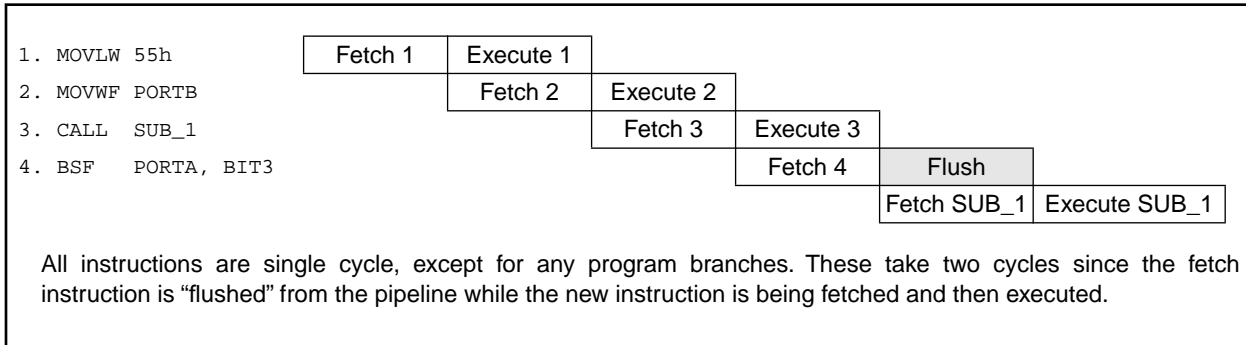 1. MOVLW 55h Fetch 1 Execute 1
2. MOVWF PORTB Fetch 2 Execute 2
3. CALL SUB_1 Fetch 3 Execute 3
4. BSF PORTA, BIT3 Fetch 4 Flush
Fetch SUB_1 Execute SUB_1
All instructions are single cycle, except for any program branches. These take two cycles since the fetch
instruction is “flushed” from the pipeline while the new instruction is being fetched and then executed.